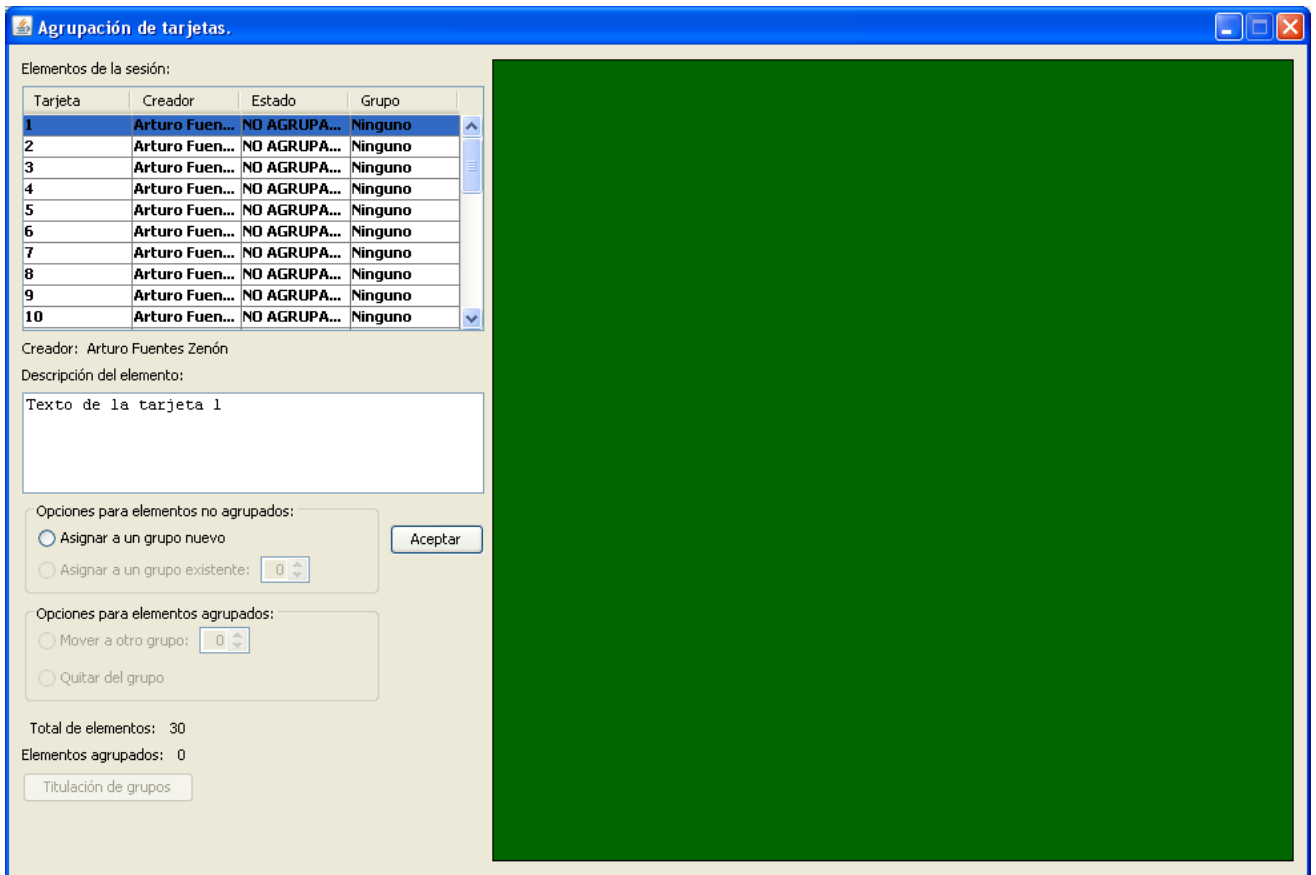 Agrupación de tarjetas.
Elementos de la sesión:
Tarjeta Creador Estado Grupo
1 Arturo Fuen... NO AGRUPA... Ninguno
2 Arturo Fuen... NO AGRUPA... Ninguno
3 Arturo Fuen... NO AGRUPA... Ninguno
4 Arturo Fuen... NO AGRUPA... Ninguno
5 Arturo Fuen... NO AGRUPA... Ninguno
6 Arturo Fuen... NO AGRUPA... Ninguno
7 Arturo Fuen... NO AGRUPA... Ninguno
8 Arturo Fuen... NO AGRUPA... Ninguno
9 Arturo Fuen... NO AGRUPA... Ninguno
10 Arturo Fuen... NO AGRUPA... Ninguno
Creador: Arturo Fuentes Zenón
Descripción del elemento:
Texto de la tarjeta 1
Opciones para elementos no agrupados:
Asignar a un grupo nuevo
Aceptar
Asignar a un grupo existente: 0
Opciones para elementos agrupados:
Mover a otro grupo: 0
Quitar del grupo
Total de elementos: 30
Elementos agrupados: 0
Titulación de grupos